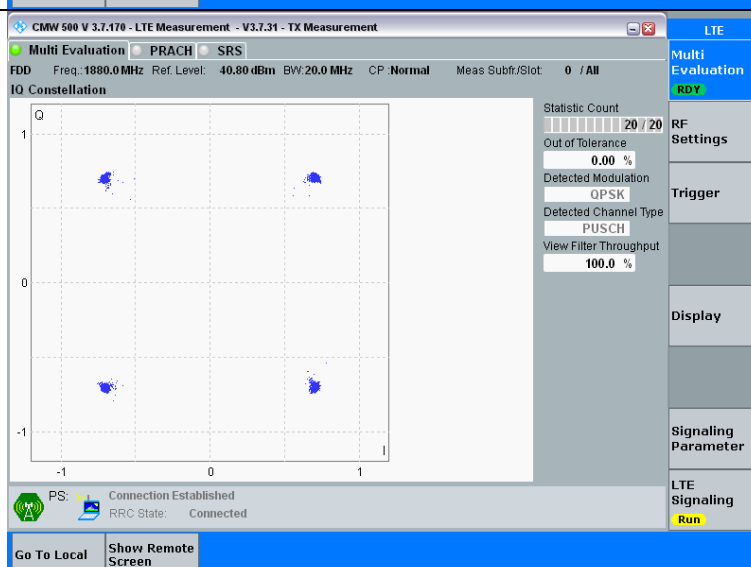 CMW 500 V 3.7.170 - LTE Measurement - V3.7.31 - TX Measurement
LTE
Multi Evaluation PRACH SRS
Multi
Evaluation
RDY
FDD Freq.: 1880.0 MHz Ref. Level: 40.80 dBm BW: 20.0 MHz CP : Normal Meas Subfr./Slot: 0 / All
IQ Constellation
Q
1
0
-1
-1 0 1
I
Statistic Count
20 / 20
Out of Tolerance
0.00 %
Detected Modulation
QPSK
Detected Channel Type
PUSCH
View Filter Throughput
100.0 %
RF
Settings
Trigger
Display
Signaling
Parameter
LTE
Signaling
Run
PS: Connection Established
RRC State: Connected
Go To Local
Show Remote
Screen